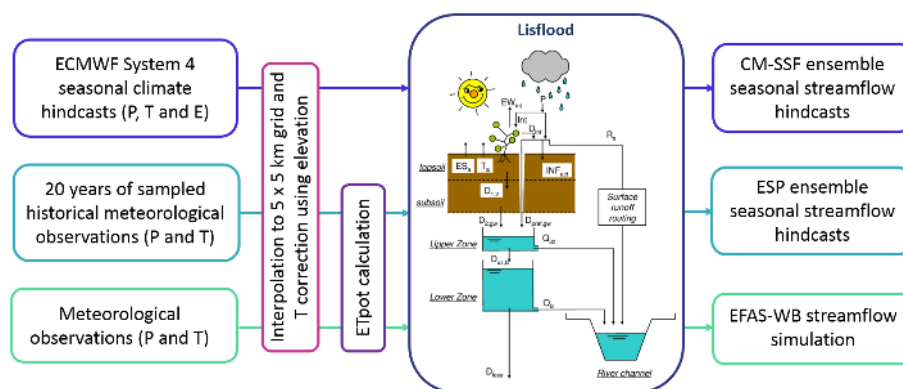 Lisflood
ECMWF System 4
seasonal climate
hindcasts (P, T and E)
20 years of sampled
historical meteorological
observations (P and T)
Meteorological
observations (P and T)
Interpolation to 5 x 5 km grid and
T correction using elevation
ETpot calculation
P
Int
topsoil
subsoil
Upper Zone
Lower Zone
Surface
runoff
routing
River channel
CM-SSF ensemble
seasonal streamflow
hindcasts
ESP ensemble
seasonal streamflow
hindcasts
EFAS-WB streamflow
simulation